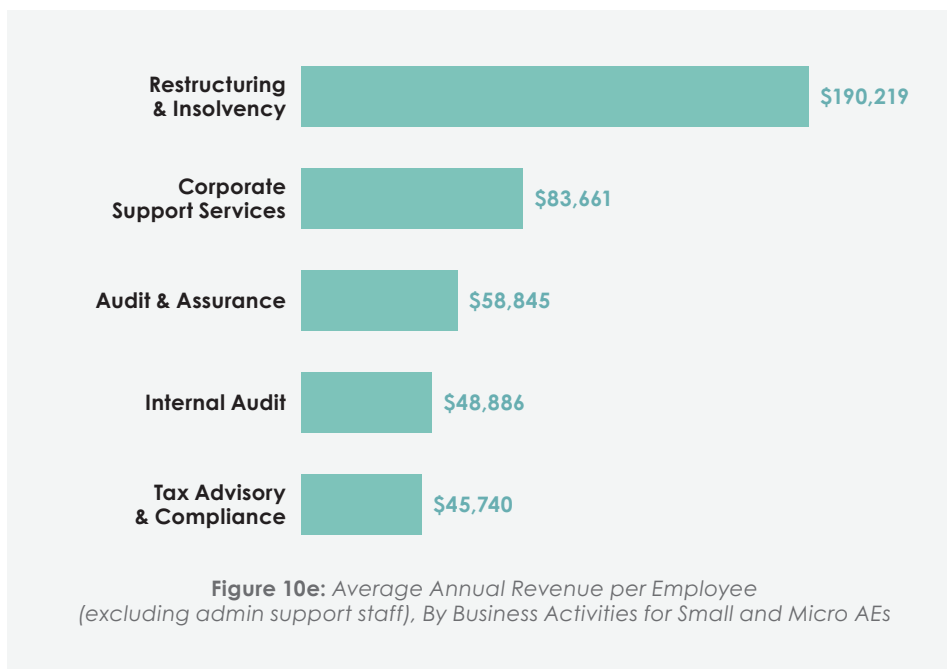 Restructuring
& Insolvency
$190,219
Corporate
Support Services
$83,661
Audit & Assurance
$58,845
Internal Audit
$48,886
Tax Advisory
& Compliance
$45,740
Figure 10e: Average Annual Revenue per Employee
(excluding admin support staff), By Business Activities for Small and Micro AEs